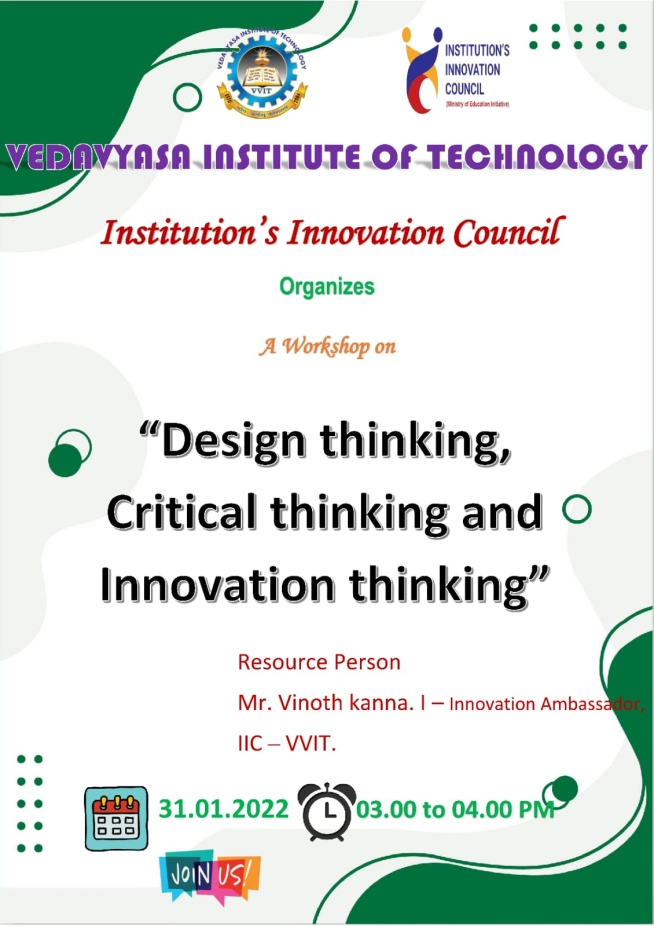 VEDAVYASA INSTITUTE OF TECHNOLOGY
VVIT
INSTITUTION'S
INNOVATION
COUNCIL
(Ministry of Education Initiative)
VEDAVYASA INSTITUTE OF TECHNOLOGY
Institution's Innovation Council
Organizes
A Workshop on
“Design thinking,
Critical thinking and
Innovation thinking”
Resource Person
Mr. Vinoth kanna. I – Innovation Ambassador,
IIC – VVIT.
31.01.2022 03.00 to 04.00 PM
JOIN US!